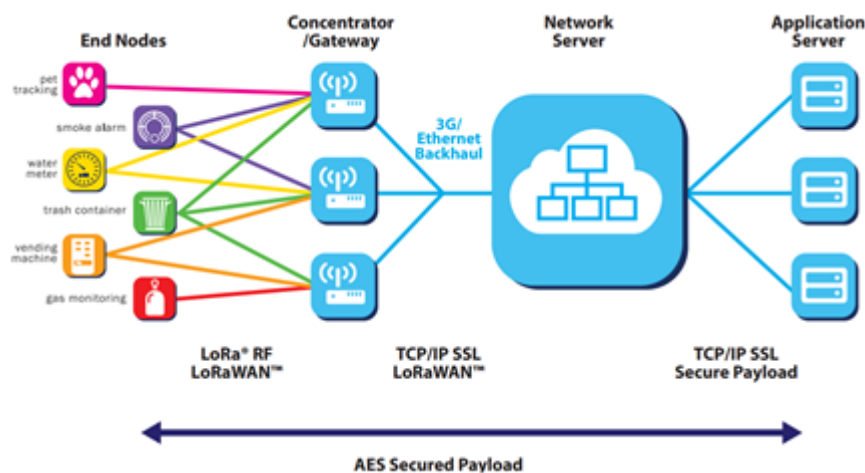 End Nodes
Concentrator
/Gateway
Network
Server
Application
Server
pet
tracking
smoke alarm
water
meter
trash container
vending
machine
gas monitoring
3G/
Ethernet
Backhaul
LoRa® RF
LoRaWAN™
TCP/IP SSL
LoRaWAN™
TCP/IP SSL
Secure Payload
AES Secured Payload